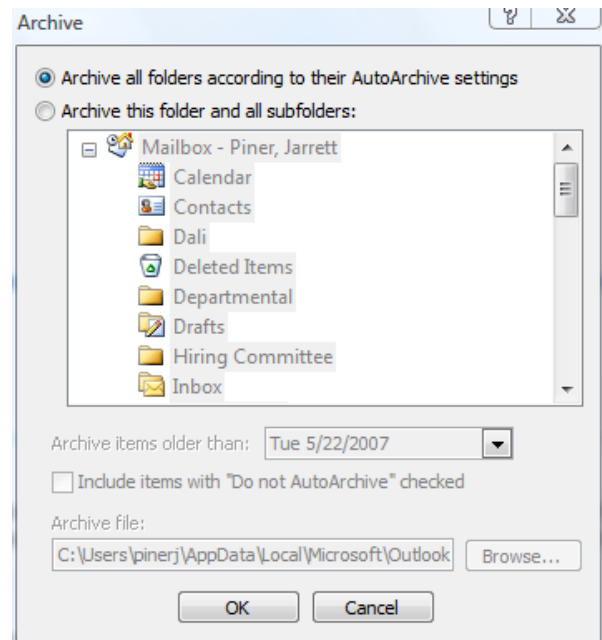 Archive
Archive all folders according to their AutoArchive settings
Archive this folder and all subfolders:
Mailbox - Piner, Jarrett
Calendar
Contacts
Dali
Deleted Items
Departmental
Drafts
Hiring Committee
Inbox
Archive items older than: Tue 5/22/2007
Include items with "Do not AutoArchive" checked
Archive file:
C:\Users\pinerj\AppData\Local\Microsoft\Outlook Browse...
OK Cancel